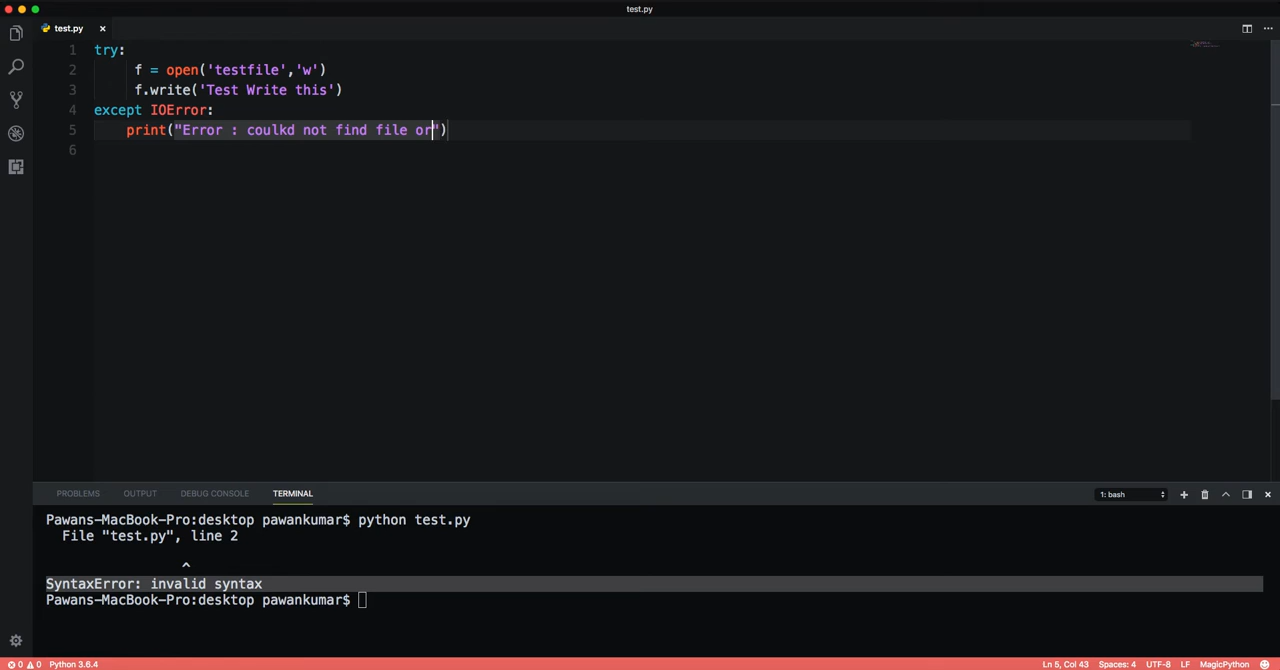 test.py
test.py
1 try:
2 f = open('testfile','w')
3 f.write('Test Write this')
4 except IOError:
5 print("Error : coulkd not find file or")
6
PROBLEMS OUTPUT DEBUG CONSOLE TERMINAL 1: bash
Pawans-MacBook-Pro:desktop pawankumar$ python test.py
File "test.py", line 2
^
SyntaxError: invalid syntax
Pawans-MacBook-Pro:desktop pawankumar$
0 0 Python 3.6.4 Ln 5, Col 43 Spaces: 4 UTF-8 LF MagicPython